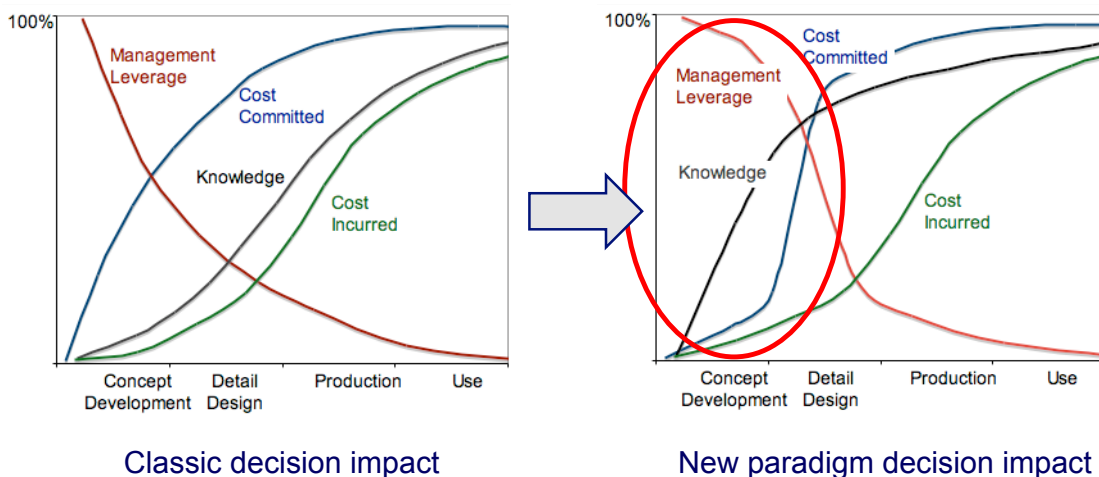 100%
Management
Leverage
Cost
Committed
Knowledge
Cost
Incurred
Concept
Development
Detail
Design
Production
Use
Classic decision impact
100%
Cost
Committed
Management
Leverage
Knowledge
Cost
Incurred
Concept
Development
Detail
Design
Production
Use
New paradigm decision impact